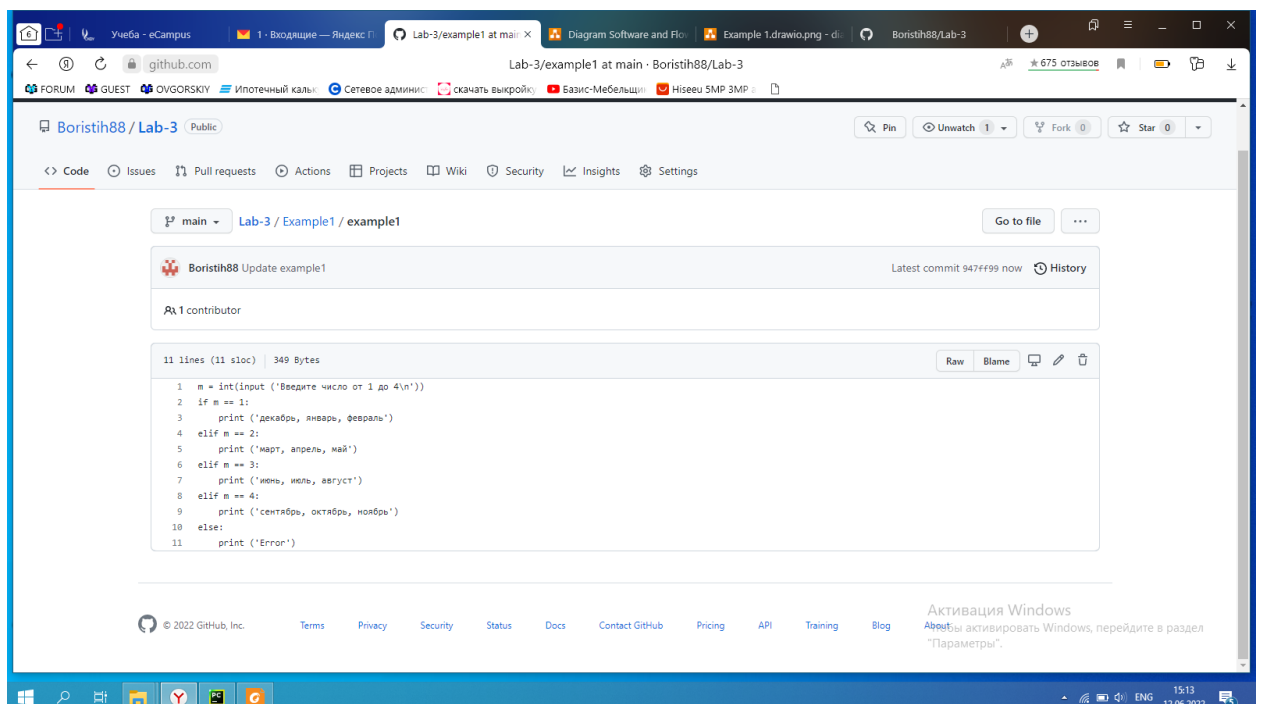 6 Учеба - eCampus 1 · Входящие — Яндекс П Lab-3/example1 at main Diagram Software and Flow Example 1.drawio.png - dia Boristih88/Lab-3
github.com Lab-3/example1 at main · Boristih88/Lab-3 675 отзывов
FORUM GUEST OVGORSKIY Ипотечный кальк Сетевое админис скачать выкройку Базис-Мебельщи Hiseeu 5MP 3MP
Boristih88 / Lab-3 Public Pin Unwatch 1 Fork 0 Star 0
<> Code Issues Pull requests Actions Projects Wiki Security Insights Settings
main Lab-3 / Example1 / example1 Go to file ...
Boristih88 Update example1 Latest commit 947ff99 now History
1 contributor
11 lines (11 sloc) 349 Bytes Raw Blame
1 m = int(input ('Введите число от 1 до 4\n'))
2 if m == 1:
3 print ('декабрь, январь, февраль')
4 elif m == 2:
5 print ('март, апрель, май')
6 elif m == 3:
7 print ('июнь, июль, август')
8 elif m == 4:
9 print ('сентябрь, октябрь, ноябрь')
10 else:
11 print ('Error')
© 2022 GitHub, Inc. Terms Privacy Security Status Docs Contact GitHub Pricing API Training Blog About
Активация Windows
Чтобы активировать Windows, перейдите в раздел
"Параметры".
ENG 15:13
12.06.2022